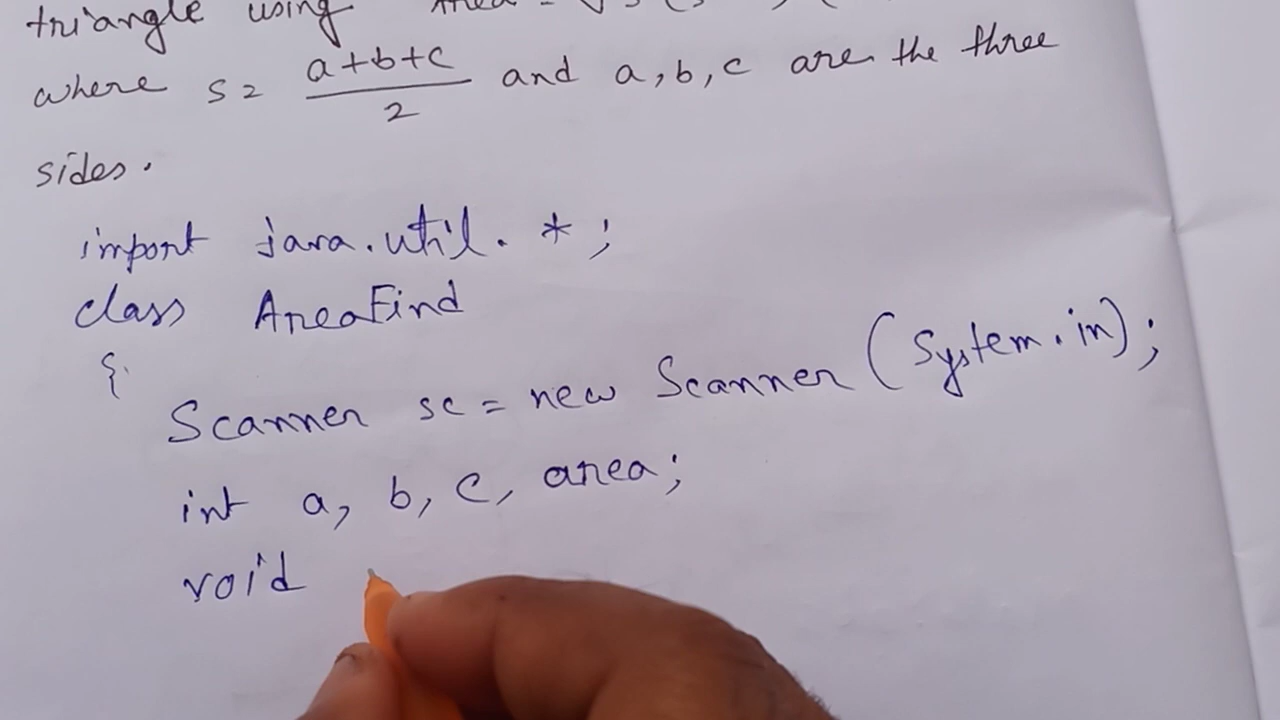 triangle using Area = √s(s
where s = a+b+c/2 and a, b, c are the three
sides.
import java.util.*;
class AreaFind
{
Scanner sc = new Scanner (System.in);
int a, b, c, area;
void